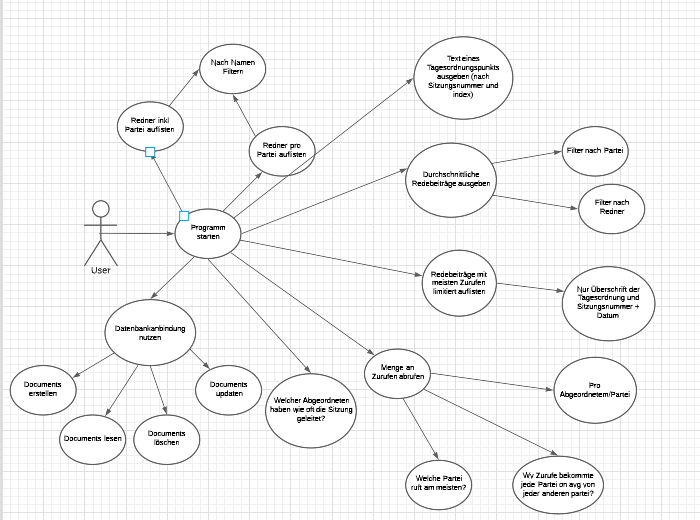 Nach Namen
Filtern
Text eines
Tagesordnungspunkts
ausgeben (nach
Sitzungsnummer und
index)
Redner inkl
Partei auflisten
Redner pro
Partei auflisten
Filter nach Partei
Durchschnittliche
Redebeiträge ausgeben
Filter nach
Redner
Programm
starten
User
Redebeiträge mit
meisten Zurufen
limitiert auflisten
Nur Überschrift der
Tagesordnung und
Sitzungsnummer +
Datum
Datenbankanbindung
nutzen
Menge an
Zurufen abrufen
Documents
erstellen
Documents
updaten
Pro
Abgeordnetem/Partei
Welcher Abgeordneten
haben wie oft die Sitzung
geleitet?
Documents lesen
Documents
löschen
Welche Partei
ruft am meisten?
Wv Zurufe bekommte
jede Partei on avg von
jeder anderen partei?